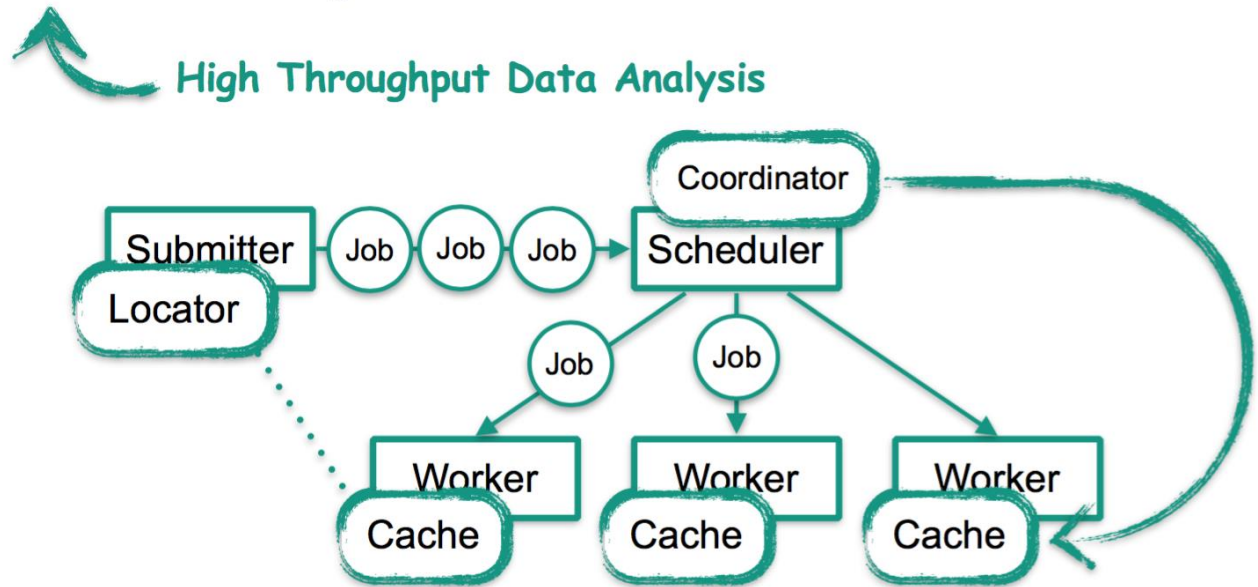 High Throughput Data Analysis
Coordinator
Submitter
Job
Job
Job
Scheduler
Locator
Job
Job
Worker
Worker
Worker
Cache
Cache
Cache